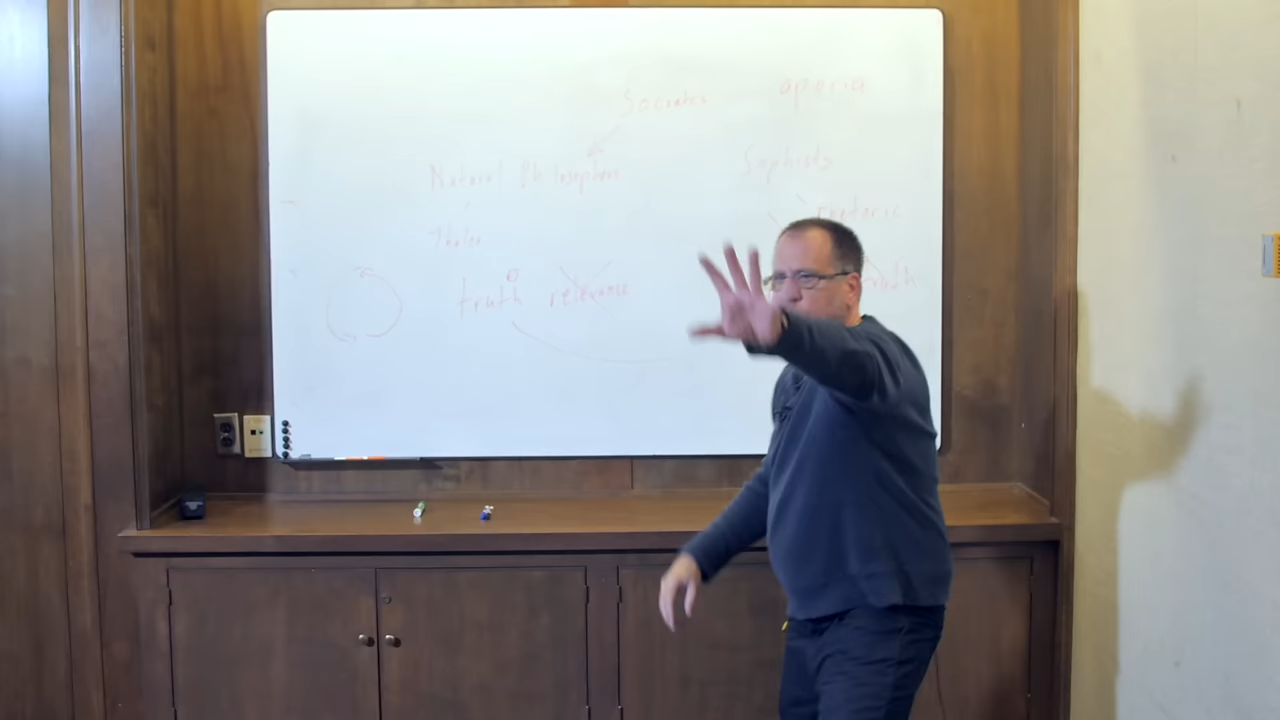 Socrates aporia
Natural Philosophers Sophists
rhetoric
Thales
truth relevance